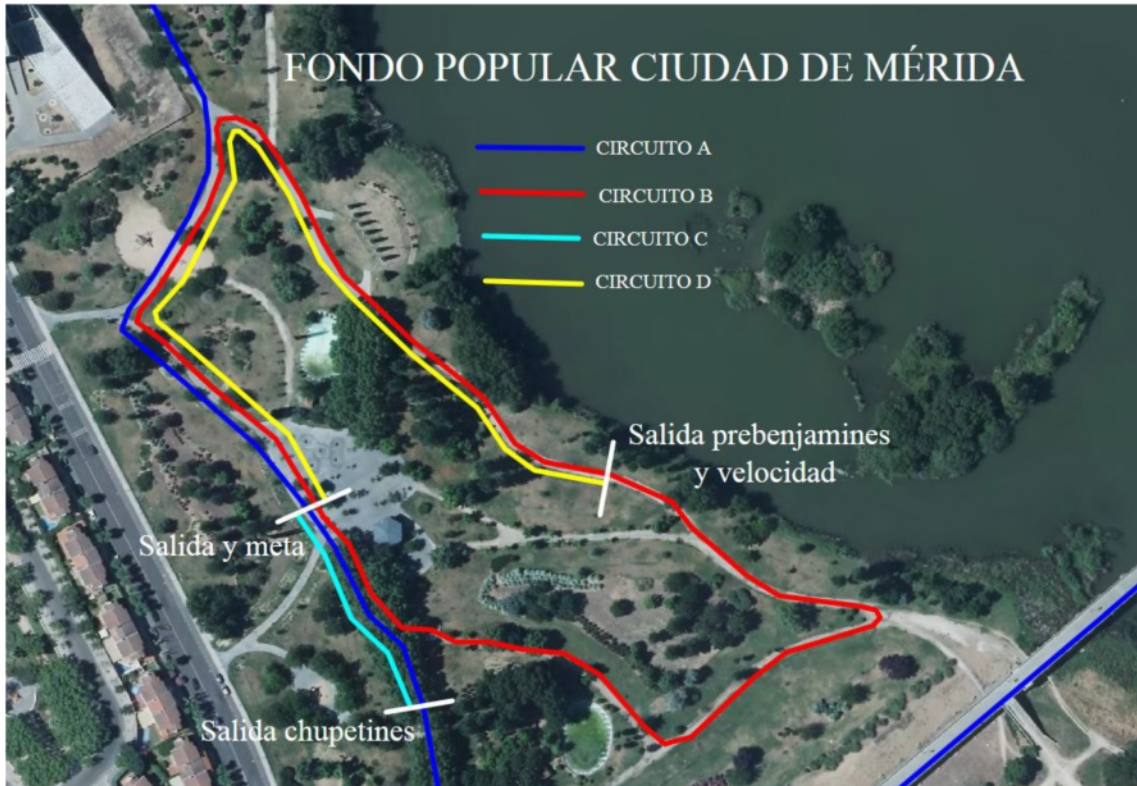 FONDO POPULAR CIUDAD DE MÉRIDA
CIRCUITO A
CIRCUITO B
CIRCUITO C
CIRCUITO D
Salida prebenjamines
y velocidad
Salida y meta
Salida chupetines